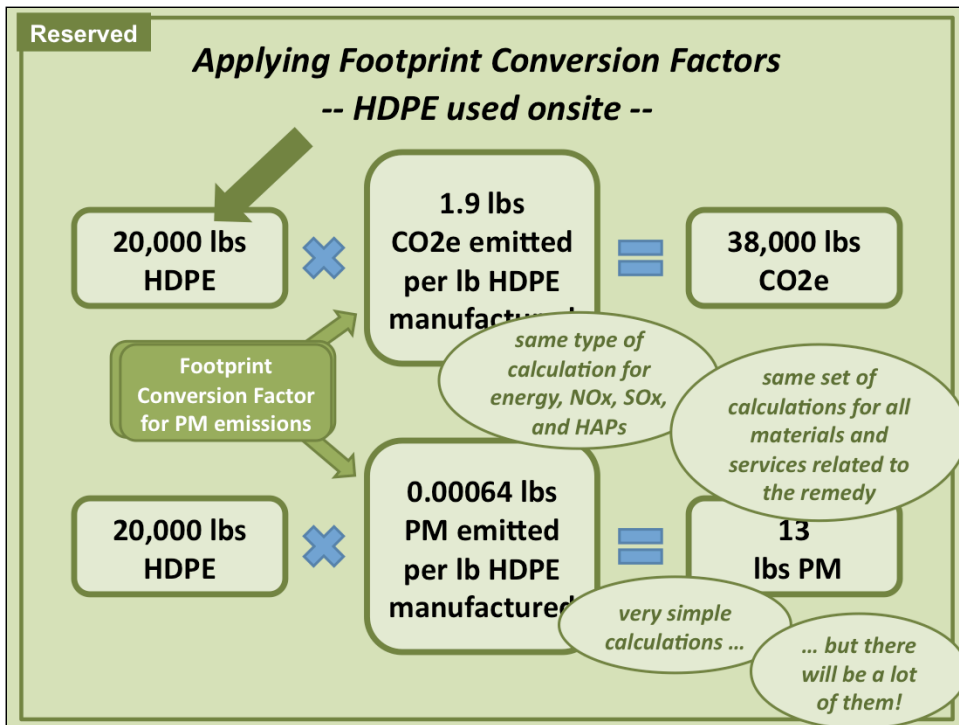 Reserved
Applying Footprint Conversion Factors
-- HDPE used onsite --
20,000 lbs
HDPE
1.9 lbs
CO2e emitted
per lb HDPE
manufactured
38,000 lbs
CO2e
Footprint
Conversion Factor
for PM emissions
same type of
calculation for
energy, NOx, SOx,
and HAPs
same set of
calculations for all
materials and
services related to
the remedy
20,000 lbs
HDPE
0.00064 lbs
PM emitted
per lb HDPE
manufactured
13
lbs PM
very simple
calculations …
… but there
will be a lot
of them!